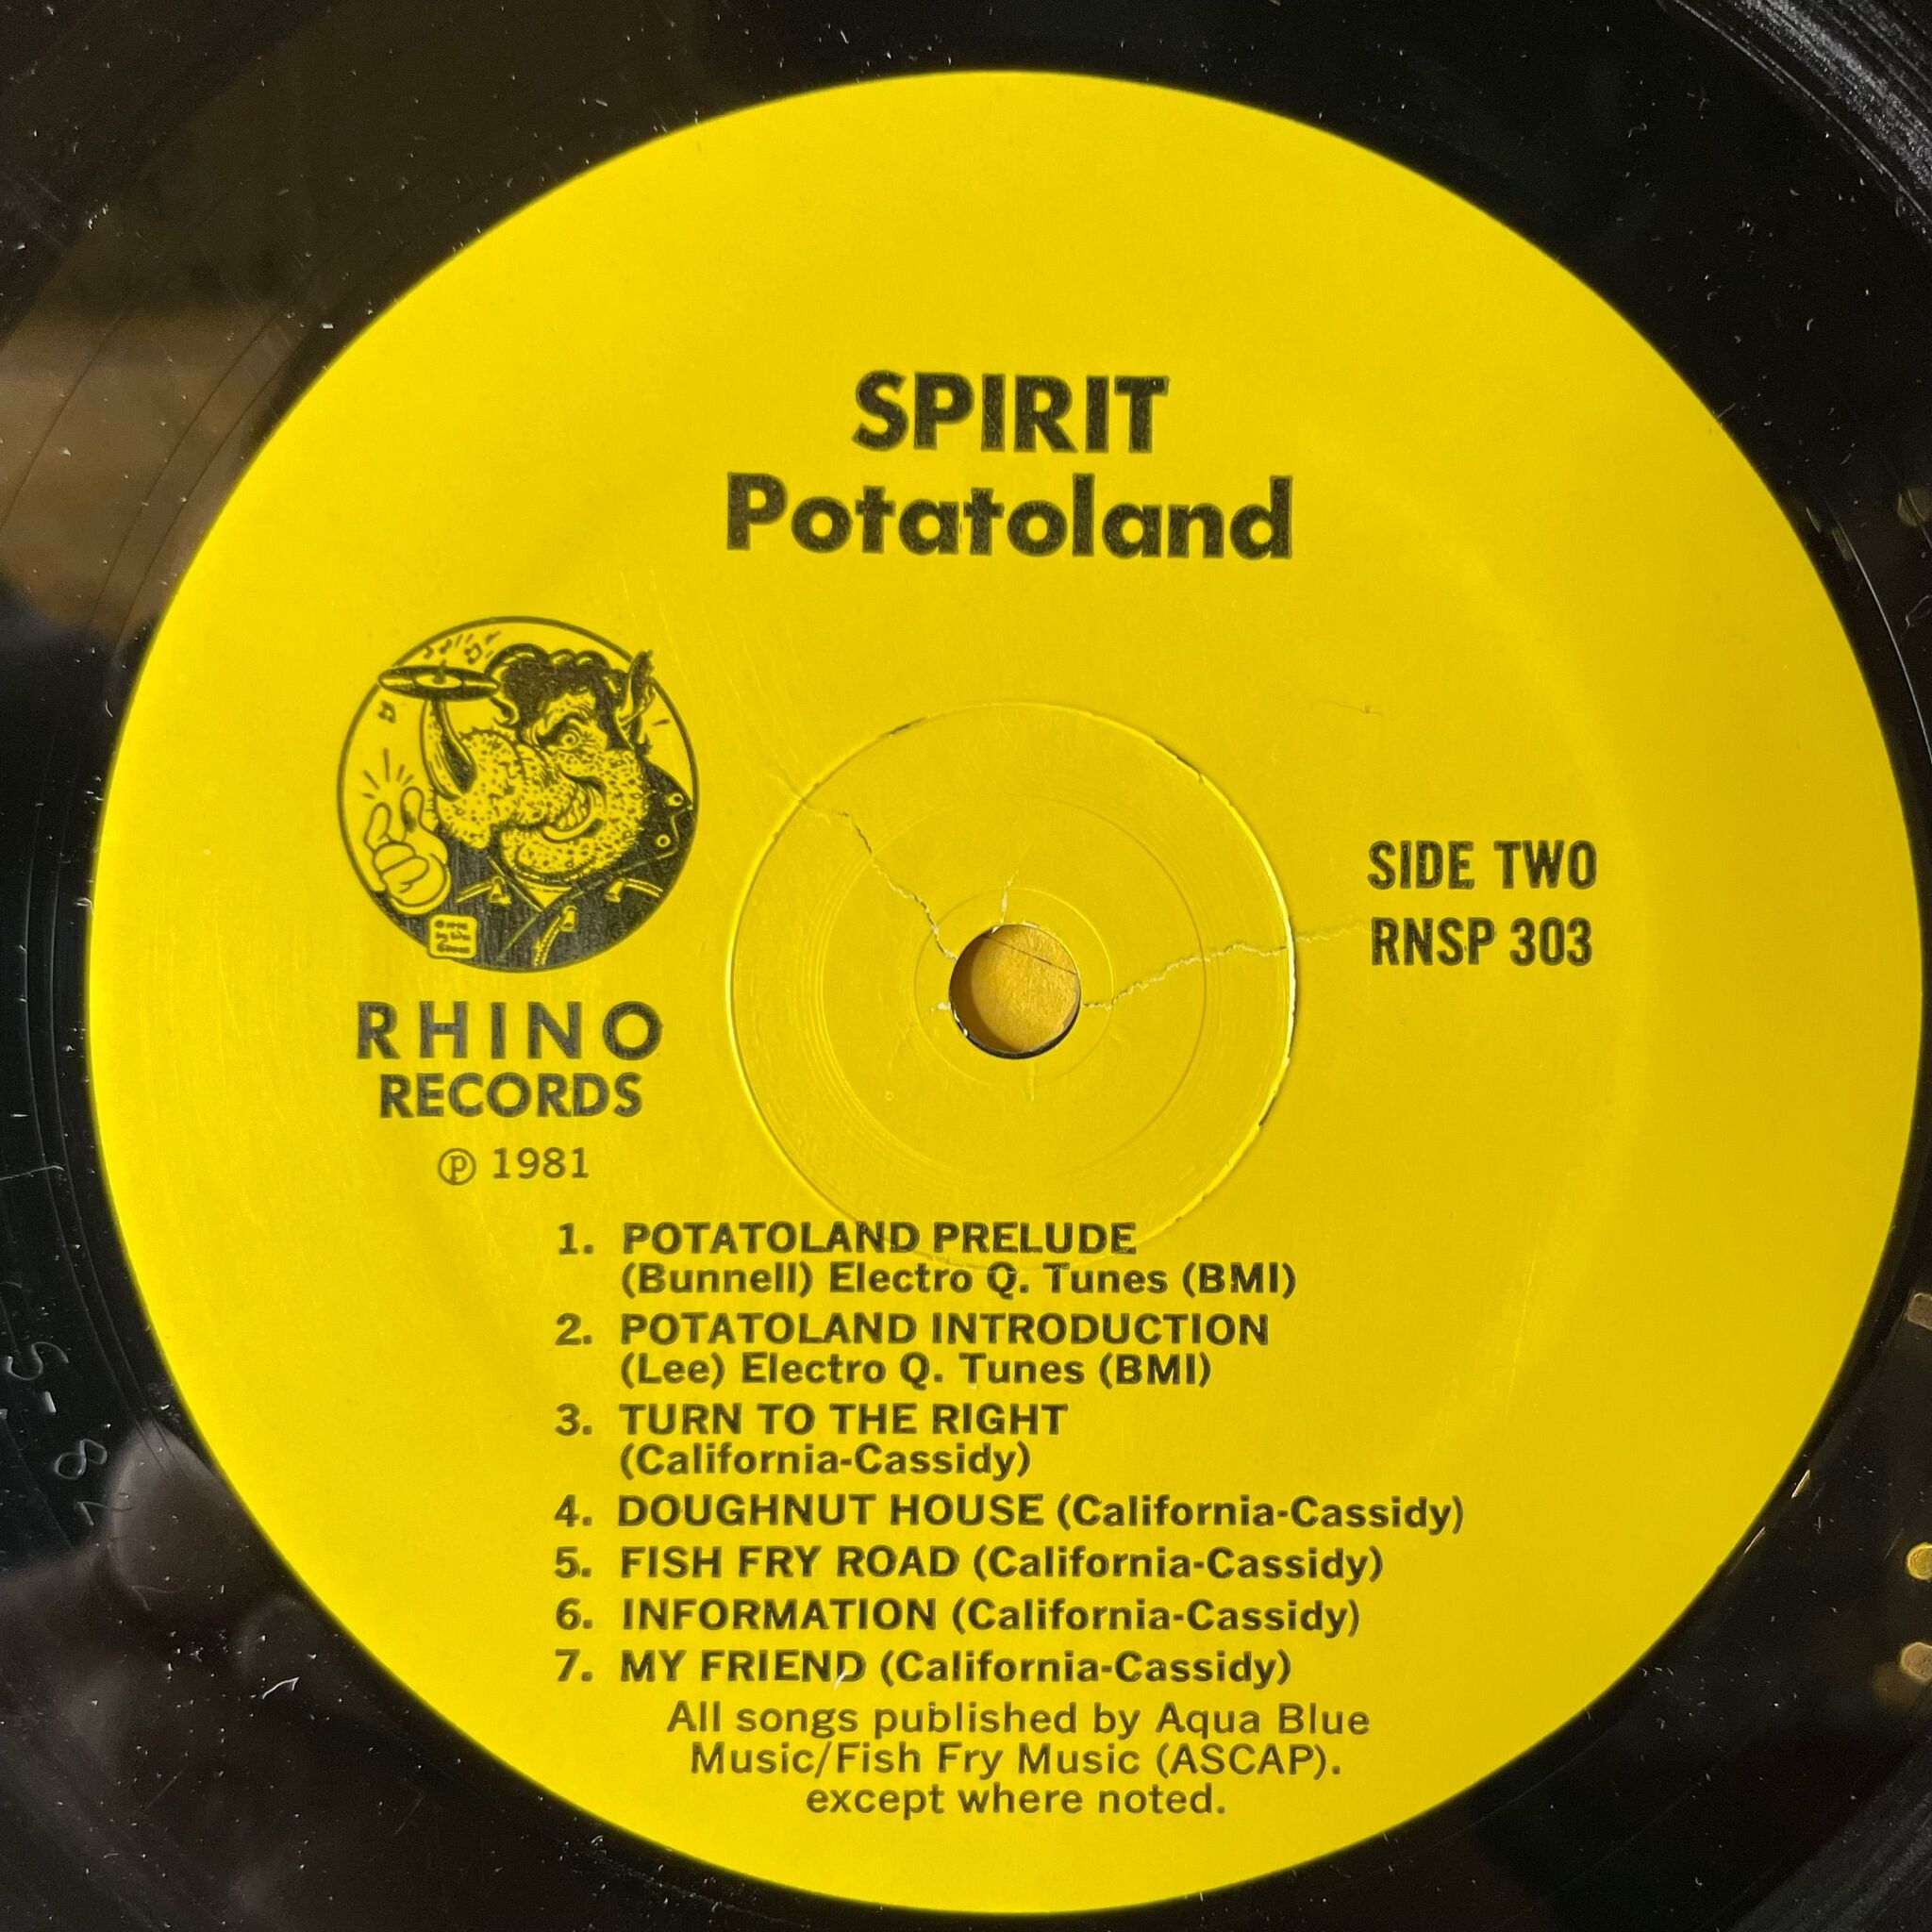 SPIRIT
Potatoland
RHINO
RECORDS
℗ 1981
SIDE TWO
RNSP 303
1. POTATOLAND PRELUDE
(Bunnell) Electro Q. Tunes (BMI)
2. POTATOLAND INTRODUCTION
(Lee) Electro Q. Tunes (BMI)
3. TURN TO THE RIGHT
(California-Cassidy)
4. DOUGHNUT HOUSE (California-Cassidy)
5. FISH FRY ROAD (California-Cassidy)
6. INFORMATION (California-Cassidy)
7. MY FRIEND (California-Cassidy)
All songs published by Aqua Blue
Music/Fish Fry Music (ASCAP).
except where noted.